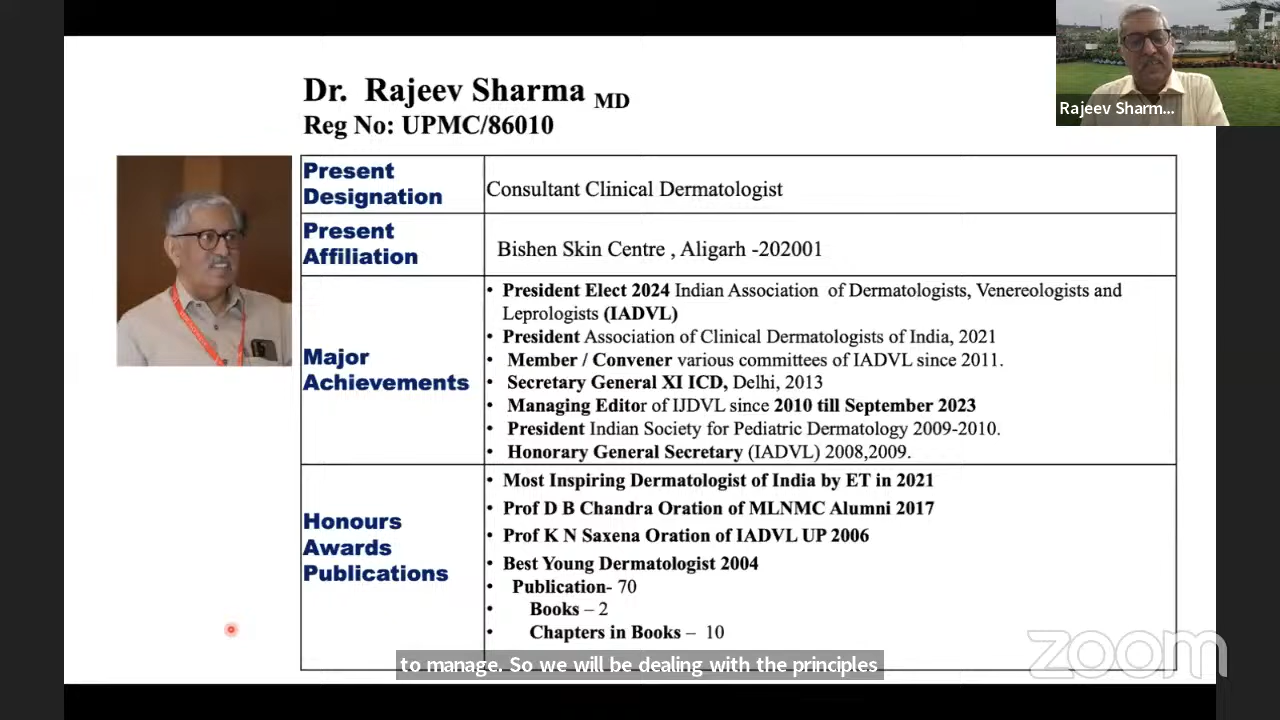 Dr. Rajeev Sharma MD
Reg No: UPMC/86010
Rajeev Sharm...
Present
Designation
Consultant Clinical Dermatologist
Present
Affiliation
Bishen Skin Centre , Aligarh -202001
Major
Achievements
• President Elect 2024 Indian Association of Dermatologists, Venereologists and
Leprologists (IADVL)
• President Association of Clinical Dermatologists of India, 2021
• Member / Convener various committees of IADVL since 2011.
• Secretary General XI ICD, Delhi, 2013
• Managing Editor of IJDVL since 2010 till September 2023
• President Indian Society for Pediatric Dermatology 2009-2010.
• Honorary General Secretary (IADVL) 2008,2009.
Honours
Awards
Publications
• Most Inspiring Dermatologist of India by ET in 2021
• Prof D B Chandra Oration of MLNMC Alumni 2017
• Prof K N Saxena Oration of IADVL UP 2006
• Best Young Dermatologist 2004
• Publication- 70
• Books – 2
• Chapters in Books – 10
zoom
to manage. So we will be dealing with the principles